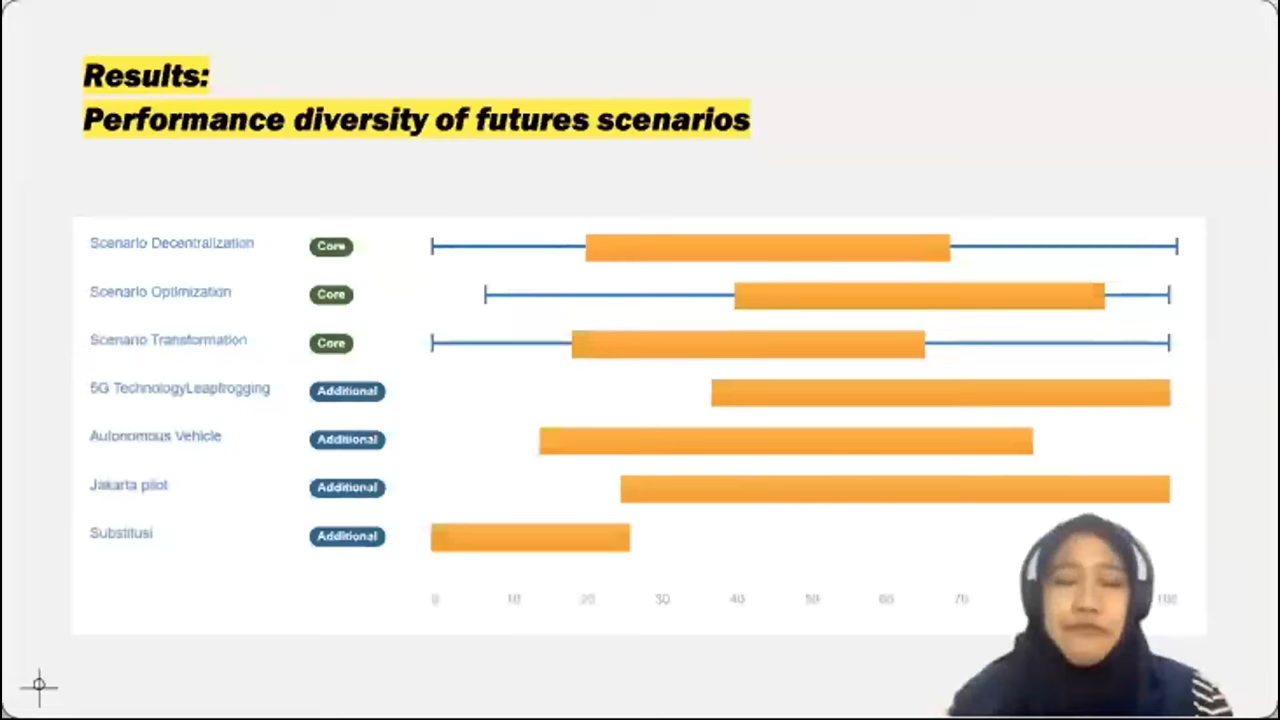 Results:
Performance diversity of futures scenarios
Scenario Decentralization Core
Scenario Optimization Core
Scenario Transformation Core
5G TechnologyLeapfrogging Additional
Autonomous Vehicle Additional
Jakarta pilot Additional
Substitusi Additional
0 10 20 30 40 50 60 70 100